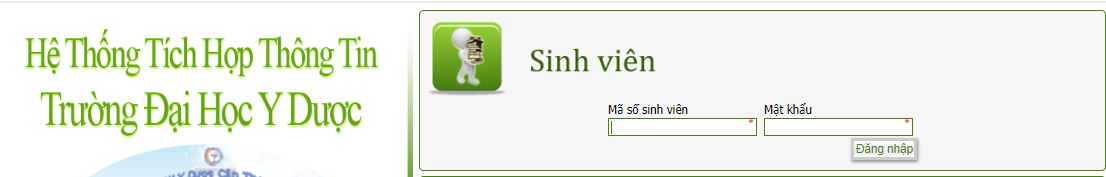 Hệ Thống Tích Hợp Thông Tin
Trường Đại Học Y Dược
Sinh viên
Mã số sinh viên
Mật khẩu
Đăng nhập